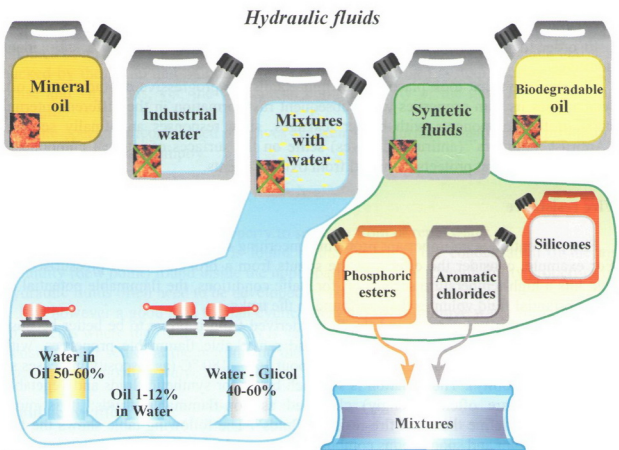 Hydraulic fluids
Mineral
oil
Industrial
water
Mixtures
with
water
Syntetic
fluids
Biodegradable
oil
Phosphoric
esters
Aromatic
chlorides
Silicones
Water in
Oil 50-60%
Oil 1-12%
in Water
Water - Glicol
40-60%
Mixtures